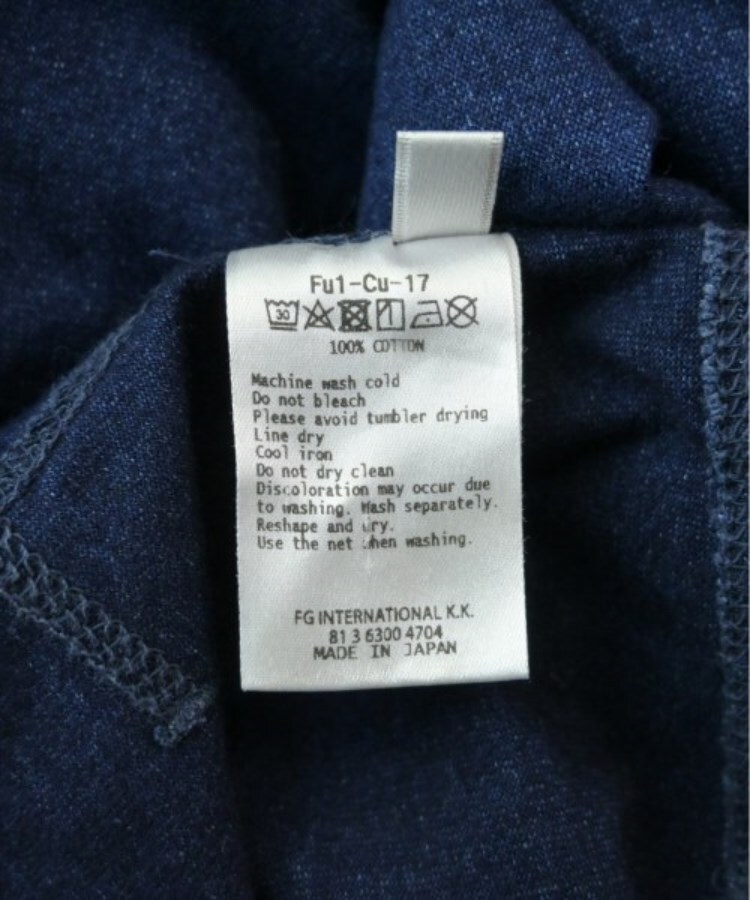 Fu1-Cu-17
30
100% COTTON
Machine wash cold
Do not bleach
Please avoid tumbler drying
Line dry
Cool iron
Do not dry clean
Discoloration may occur due
to washing. Wash separately.
Reshape and dry.
Use the net when washing.
FG INTERNATIONAL K.K.
81 3 6300 4704
MADE IN JAPAN